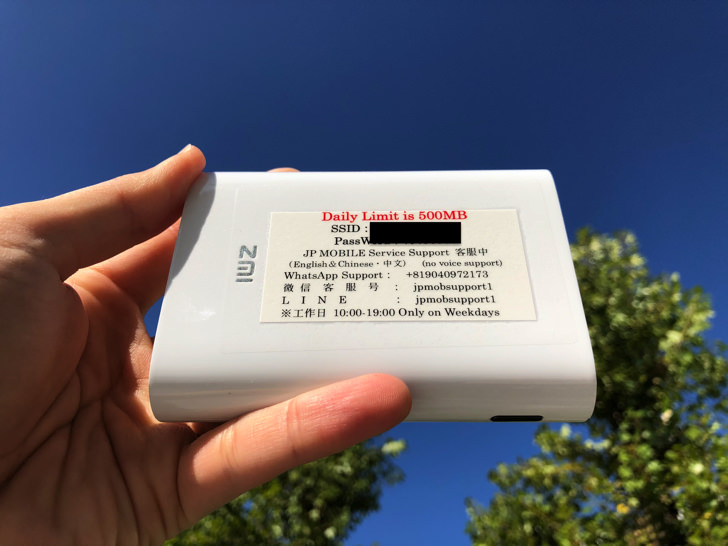 Daily Limit is 500MB
SSID :
JP MOBILE Service Support 客服中
(English＆Chinese・中文) (no voice support)
WhatsApp Support : +819040972173
微信客服号 : jpmobsupport1
LINE : jpmobsupport1
※工作日 10:00-19:00 Only on Weekdays
ZMI